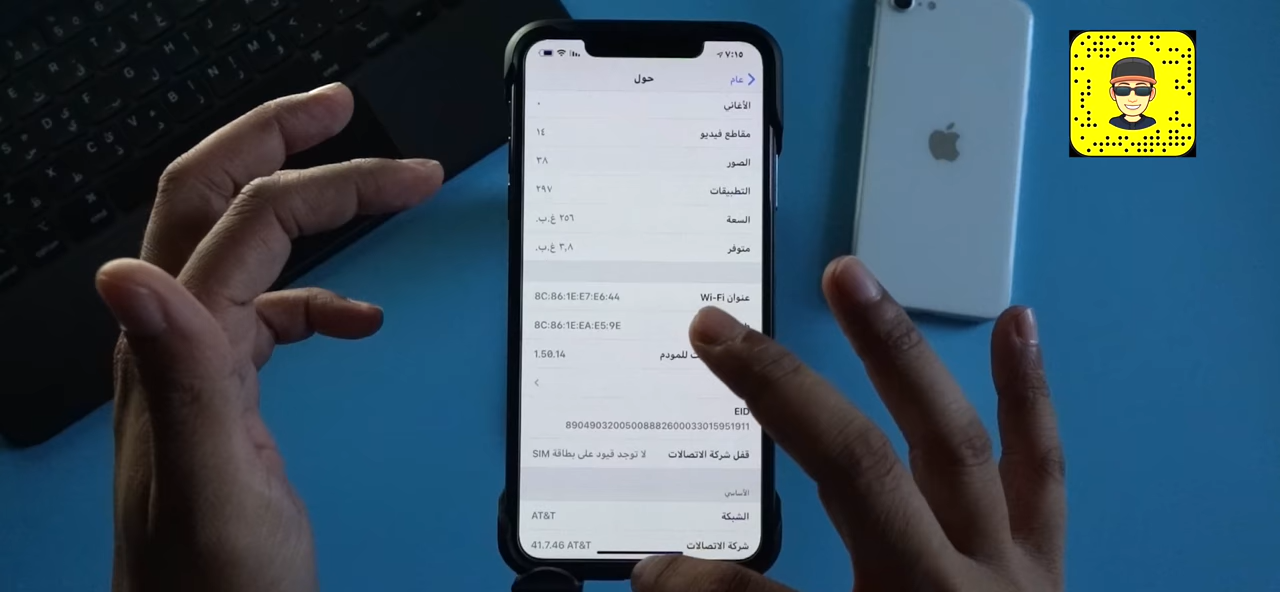 ٧:١٥
عام
حول
الأغاني ٠
مقاطع فيديو ١٤
الصور ٣٨
التطبيقات ٢٩٧
السعة ٢٥٦ غ.ب.
متوفر ٣,٨ غ.ب.
عنوان Wi-Fi 8C:86:1E:E7:E6:44
8C:86:1E:EA:E5:9E
للمودم 1.50.14
EID
89049032005008882600033015951911
قفل شركة الاتصالات لا توجد قيود على بطاقة SIM
الأساسي
الشبكة AT&T
شركة الاتصالات AT&T 41.7.46